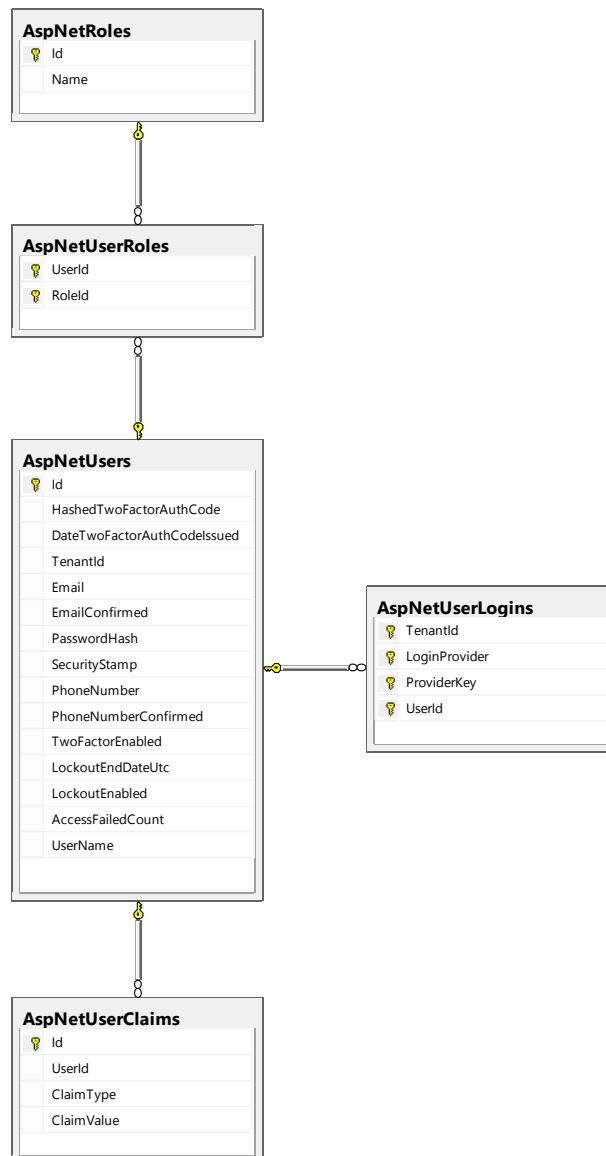 AspNetRoles
Id
Name
AspNetUserRoles
UserId
RoleId
AspNetUsers
Id
HashedTwoFactorAuthCode
DateTwoFactorAuthCodeIssued
TenantId
Email
EmailConfirmed
PasswordHash
SecurityStamp
PhoneNumber
PhoneNumberConfirmed
TwoFactorEnabled
LockoutEndDateUtc
LockoutEnabled
AccessFailedCount
UserName
AspNetUserLogins
TenantId
LoginProvider
ProviderKey
UserId
AspNetUserClaims
Id
UserId
ClaimType
ClaimValue